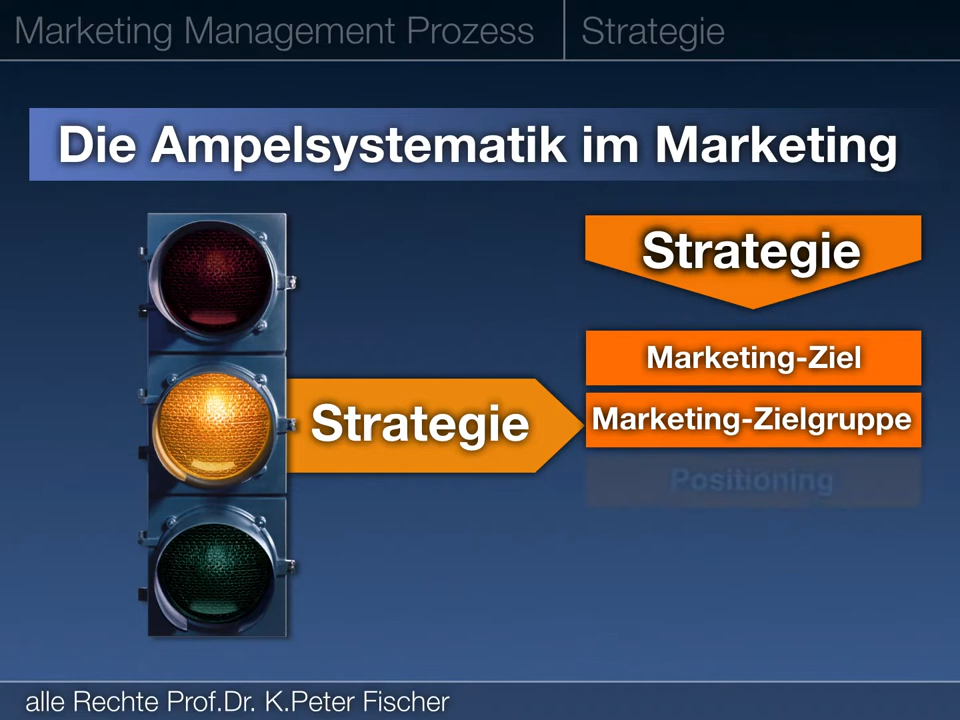 Marketing Management Prozess
Strategie
Die Ampelsystematik im Marketing
Strategie
Marketing-Ziel
Strategie
Marketing-Zielgruppe
Positioning
alle Rechte Prof.Dr. K.Peter Fischer